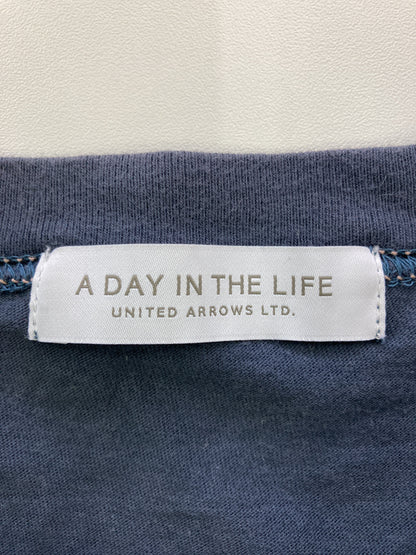 A DAY IN THE LIFE
UNITED ARROWS LTD.